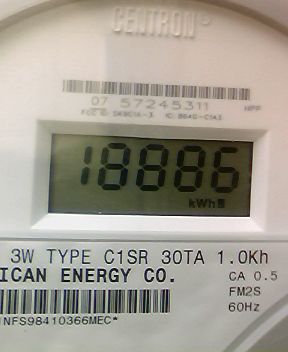 CENTRON
07 57245311
18886
kWh
3W TYPE C1SR 30TA 1.0Kh
ICAN ENERGY CO.
CA 0.5
FM2S
60Hz
NFS98410366MEC*